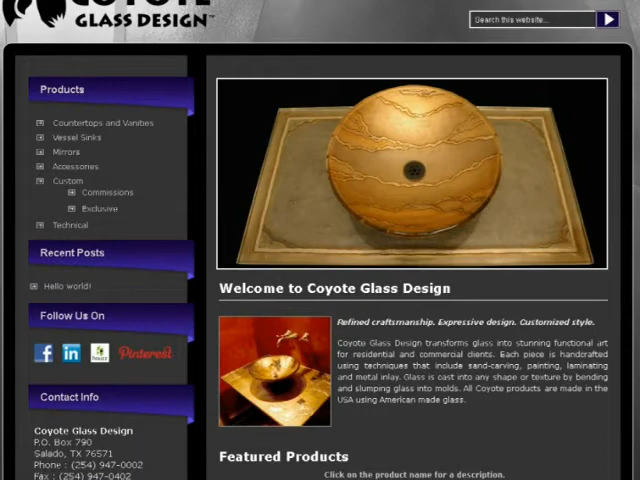 COYOTE
GLASS DESIGN™
Search this website...
Products
Countertops and Vanities
Vessel Sinks
Mirrors
Accessories
Custom
Commissions
Exclusive
Technical
Recent Posts
Hello world!
Follow Us On
f
in
houzz
Pinterest
Contact Info
Coyote Glass Design
P.O. Box 790
Salado, TX 76571
Phone : (254) 947-0002
Fax : (254) 947-0402
Welcome to Coyote Glass Design
Refined craftsmanship. Expressive design. Customized style.
Coyote Glass Design transforms glass into stunning functional art
for residential and commercial clients. Each piece is handcrafted
using techniques that include sand-carving, painting, laminating
and metal inlay. Glass is cast into any shape or texture by bending
and slumping glass into molds. All Coyote products are made in the
USA using American made glass.
Featured Products
Click on the product name for a description.